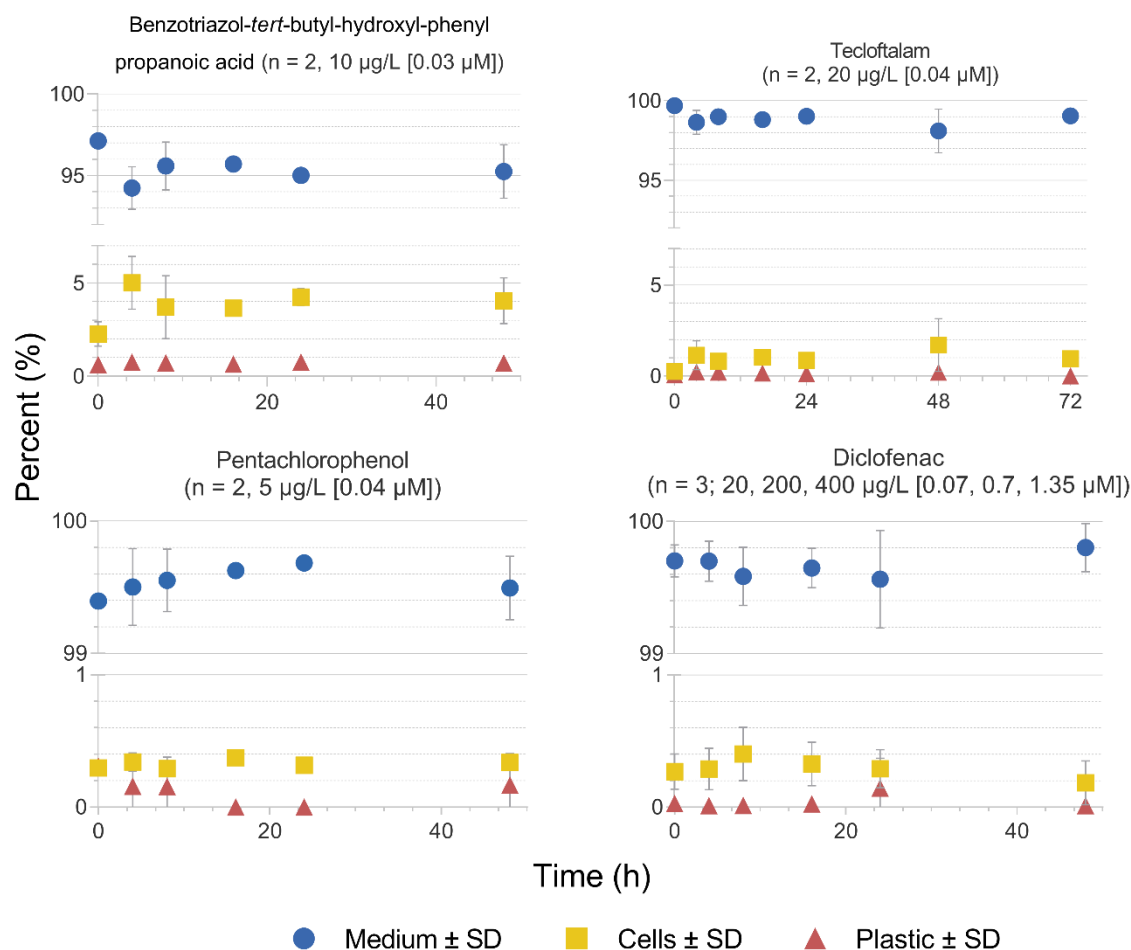 Benzotriazol-tert-butyl-hydroxyl-phenyl
propanoic acid (n = 2, 10 µg/L [0.03 µM])
100
95
5
0
0
20
40
Tecloftalam
(n = 2, 20 µg/L [0.04 µM])
100
95
5
0
0
24
48
72
Percent (%)
Pentachlorophenol
(n = 2, 5 µg/L [0.04 µM])
100
99
1
0
0
20
40
Diclofenac
(n = 3; 20, 200, 400 µg/L [0.07, 0.7, 1.35 µM])
100
99
1
0
0
20
40
Time (h)
Medium ± SD
Cells ± SD
Plastic ± SD